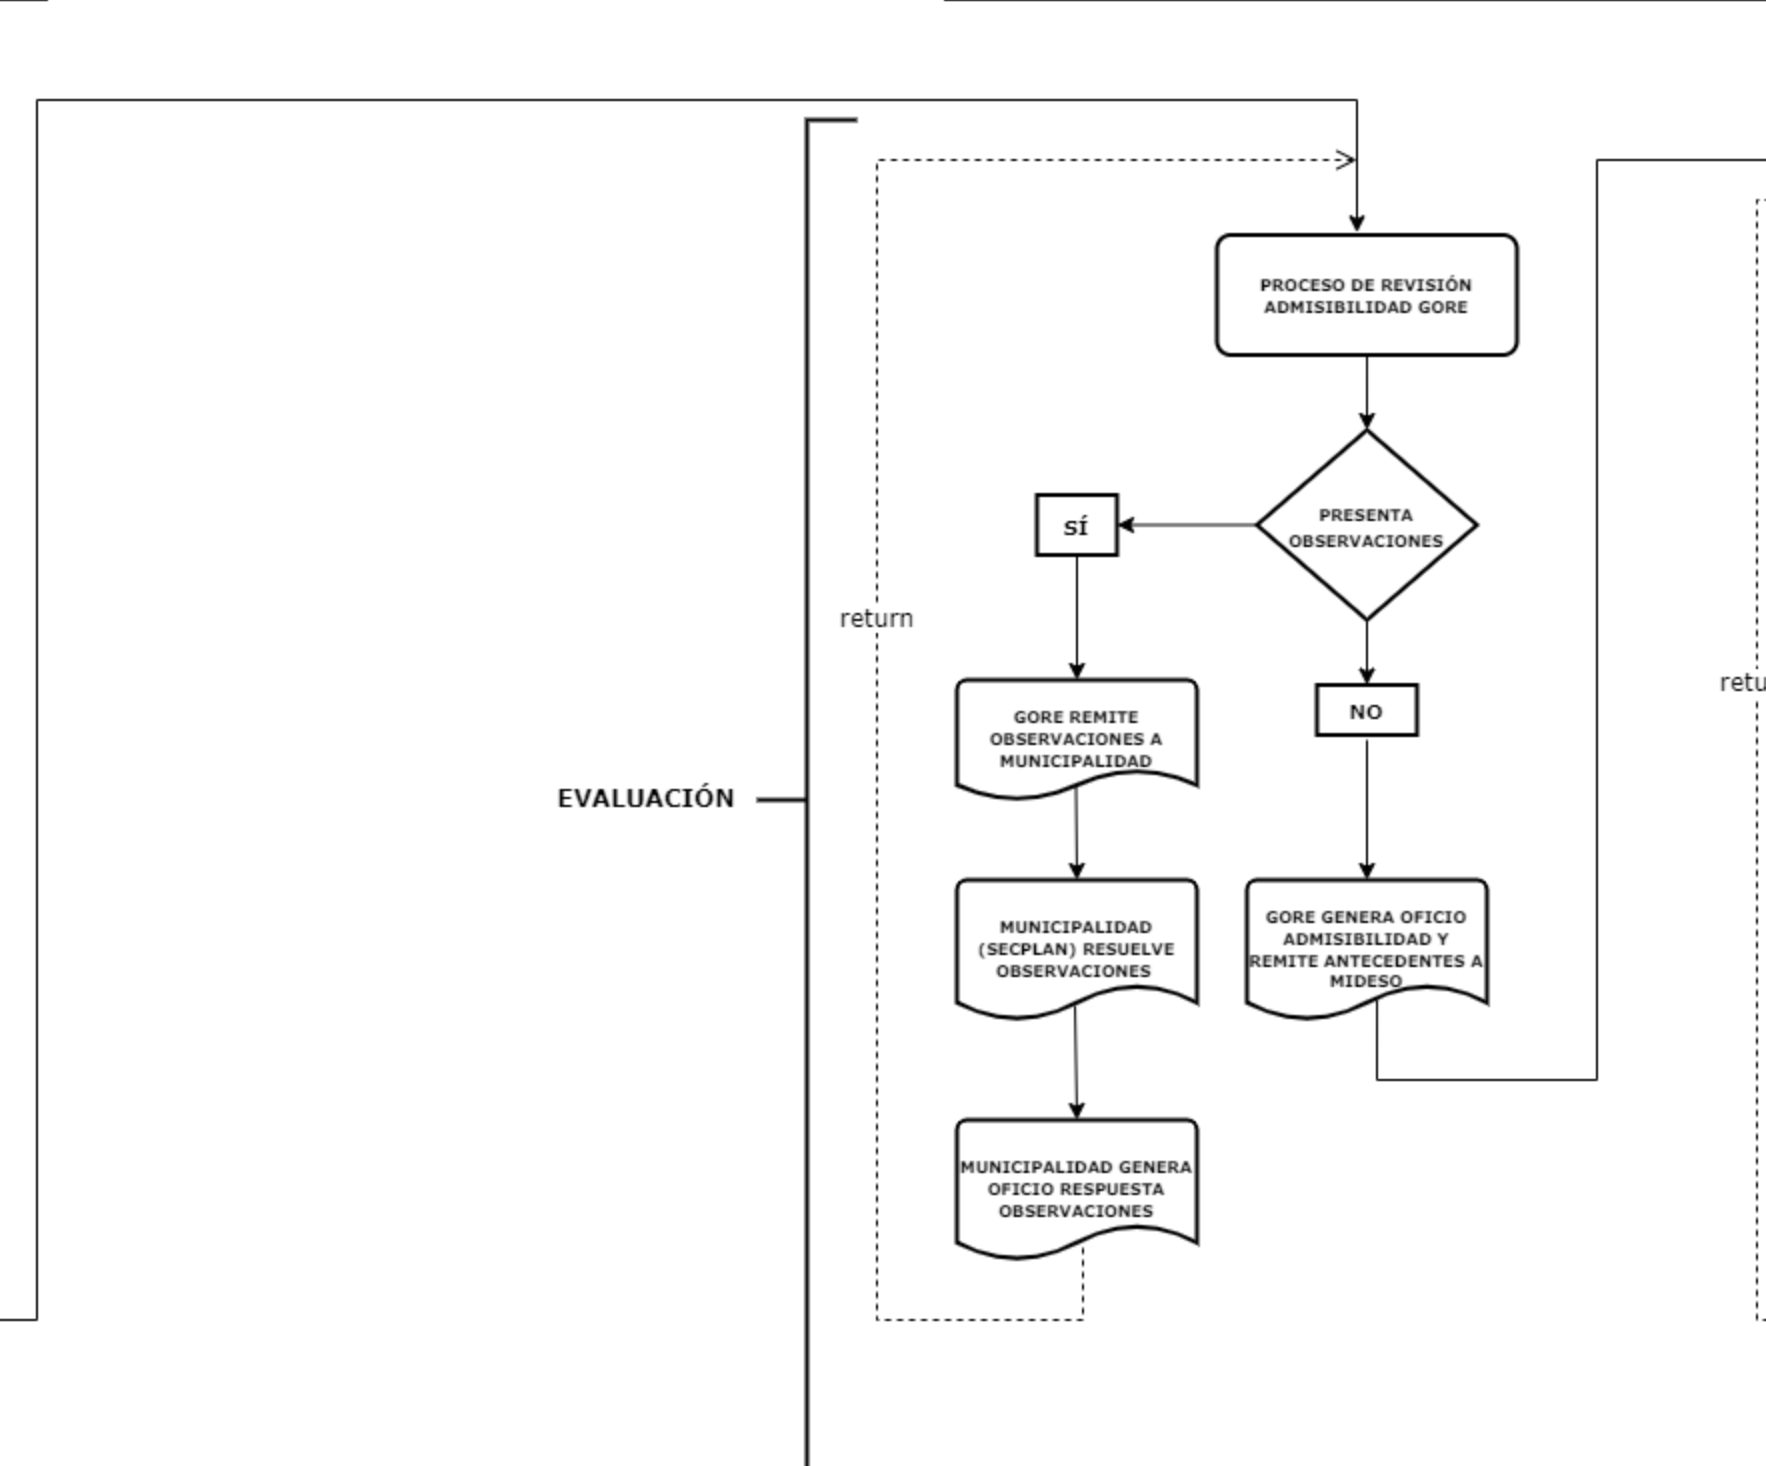 PROCESO DE REVISIÓN
ADMISIBILIDAD GORE
PRESENTA
OBSERVACIONES
SÍ
return
NO
retu
GORE REMITE
OBSERVACIONES A
MUNICIPALIDAD
EVALUACIÓN
MUNICIPALIDAD
(SECPLAN) RESUELVE
OBSERVACIONES
GORE GENERA OFICIO
ADMISIBILIDAD Y
REMITE ANTECEDENTES A
MIDESO
MUNICIPALIDAD GENERA
OFICIO RESPUESTA
OBSERVACIONES